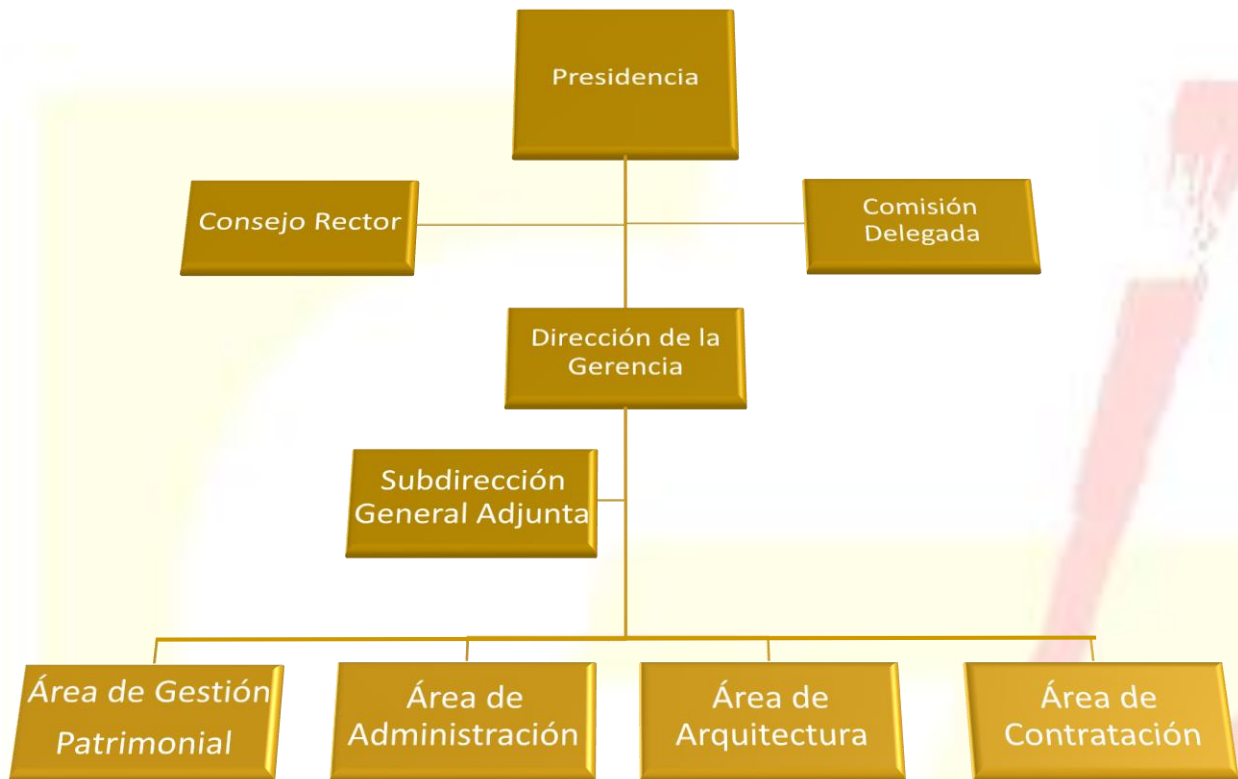 Presidencia
Consejo Rector
Comisión
Delegada
Dirección de la
Gerencia
Subdirección
General Adjunta
Área de Gestión
Patrimonial
Área de
Administración
Área de
Arquitectura
Área de
Contratación